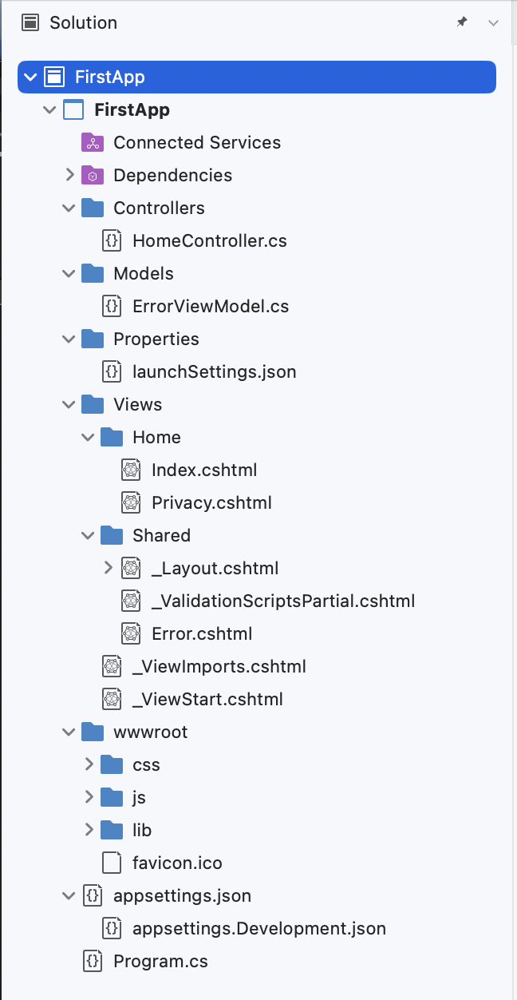 Solution
FirstApp
FirstApp
Connected Services
Dependencies
Controllers
HomeController.cs
Models
ErrorViewModel.cs
Properties
launchSettings.json
Views
Home
Index.cshtml
Privacy.cshtml
Shared
_Layout.cshtml
_ValidationScriptsPartial.cshtml
Error.cshtml
_ViewImports.cshtml
_ViewStart.cshtml
wwwroot
css
js
lib
favicon.ico
appsettings.json
appsettings.Development.json
Program.cs